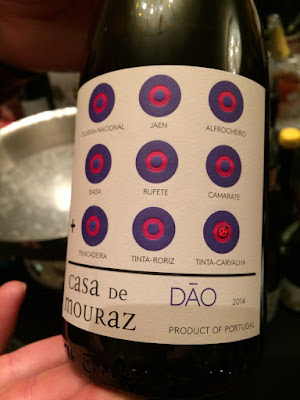 TOURIGA-NACIONAL JAEN ALFROCHEIRO
BAGA RUFETE CAMARATE
+
TRINCADEIRA TINTA-RORIZ TINTA-CARVALHA
casa de
mouraz
DÃO 2014
PRODUCT OF PORTUGAL